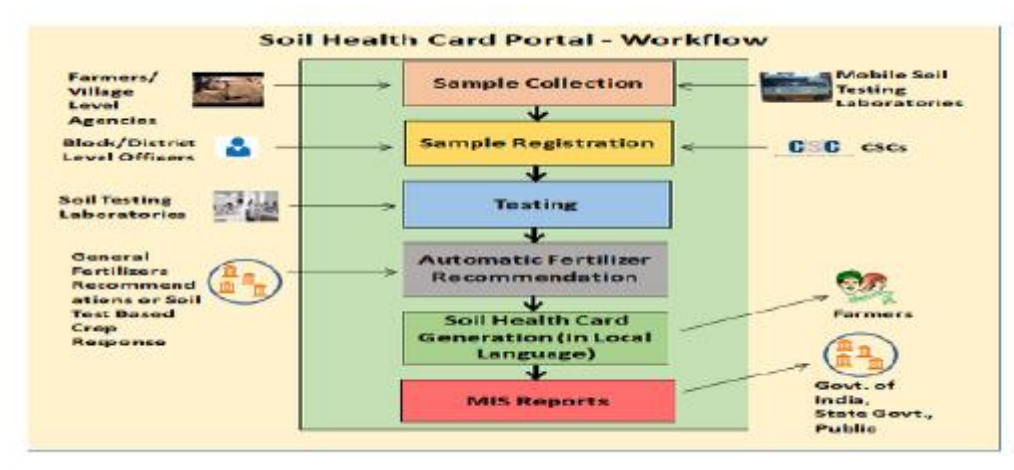 Soil Health Card Portal - Workflow
Farmers/
Village
Level
Agencies
Sample Collection
Mobile Soil
Testing
Laboratories
Block/District
Level Officers
Sample Registration
CSC CSCs
Soil Testing
Laboratories
Testing
General
Fertilizers
Recommend
ations or Soil
Test Based
Crop
Response
Automatic Fertilizer
Recommendation
Soil Health Card
Generation (in Local
Language)
Farmers
MIS Reports
Govt. of
India,
State Govt.,
Public